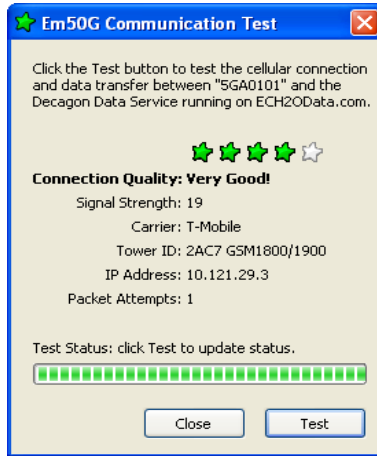 Em50G Communication Test
Click the Test button to test the cellular connection
and data transfer between "5GA0101" and the
Decagon Data Service running on ECH2OData.com.
Connection Quality: Very Good!
Signal Strength: 19
Carrier: T-Mobile
Tower ID: 2AC7 GSM1800/1900
IP Address: 10.121.29.3
Packet Attempts: 1
Test Status: click Test to update status.
Close Test